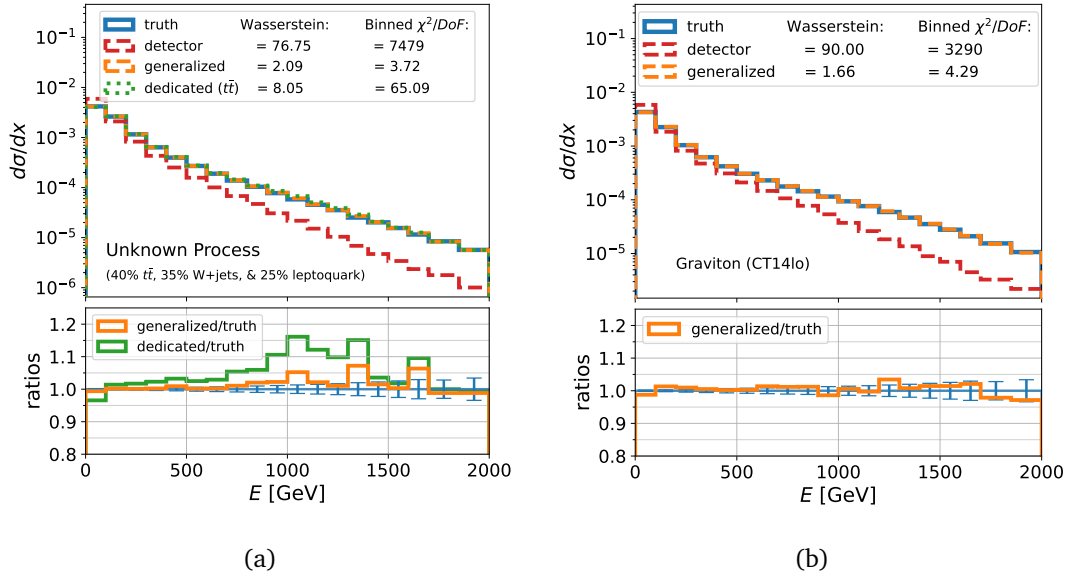 truth Wasserstein: Binned χ²/DoF:
detector = 76.75 = 7479
generalized = 2.09 = 3.72
dedicated (tt̄) = 8.05 = 65.09
10⁻¹
10⁻²
10⁻³
10⁻⁴
10⁻⁵
10⁻⁶
dσ/dx
Unknown Process
(40% tt̄, 35% W+jets, & 25% leptoquark)
generalized/truth
dedicated/truth
1.2
1.1
1.0
0.9
0.8
ratios
0 500 1000 1500 2000
E [GeV]
(a)
truth Wasserstein: Binned χ²/DoF:
detector = 90.00 = 3290
generalized = 1.66 = 4.29
10⁻¹
10⁻²
10⁻³
10⁻⁴
10⁻⁵
dσ/dx
Graviton (CT14lo)
generalized/truth
1.2
1.1
1.0
0.9
0.8
ratios
0 500 1000 1500 2000
E [GeV]
(b)